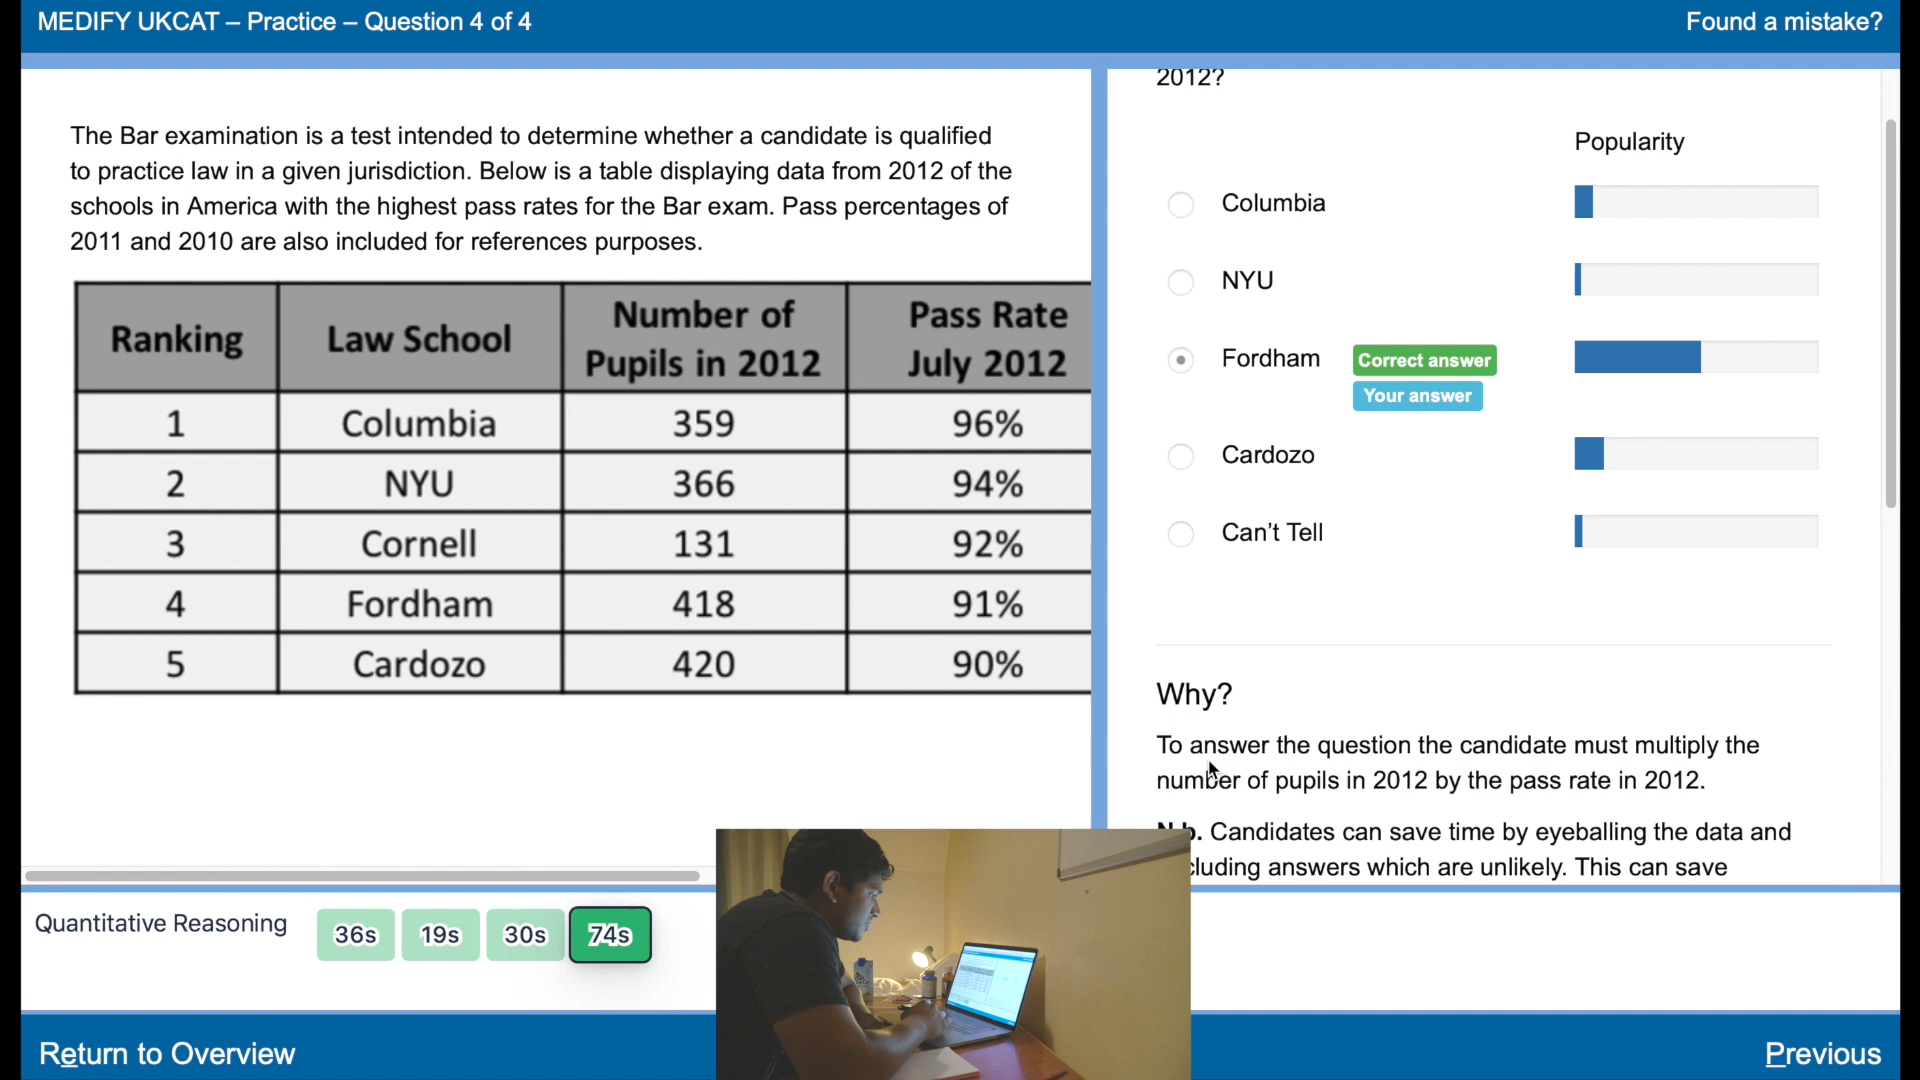 MEDIFY UKCAT – Practice – Question 4 of 4
Found a mistake?
The Bar examination is a test intended to determine whether a candidate is qualified
to practice law in a given jurisdiction. Below is a table displaying data from 2012 of the
schools in America with the highest pass rates for the Bar exam. Pass percentages of
2011 and 2010 are also included for references purposes.
Ranking Law School Number of Pupils in 2012 Pass Rate July 2012
1 Columbia 359 96%
2 NYU 366 94%
3 Cornell 131 92%
4 Fordham 418 91%
5 Cardozo 420 90%
2012?
Popularity
Columbia
NYU
Fordham Correct answer
Your answer
Cardozo
Can't Tell
Why?
To answer the question the candidate must multiply the
number of pupils in 2012 by the pass rate in 2012.
Candidates can save time by eyeballing the data and
answers which are unlikely. This can save
Quantitative Reasoning 36s 19s 30s 74s
Return to Overview
Previous